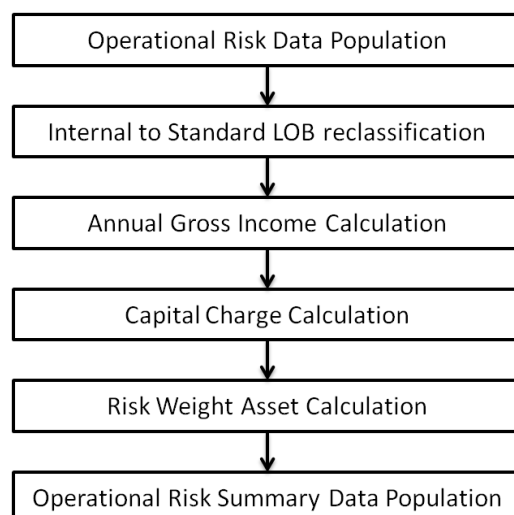 Operational Risk Data Population
Internal to Standard LOB reclassification
Annual Gross Income Calculation
Capital Charge Calculation
Risk Weight Asset Calculation
Operational Risk Summary Data Population